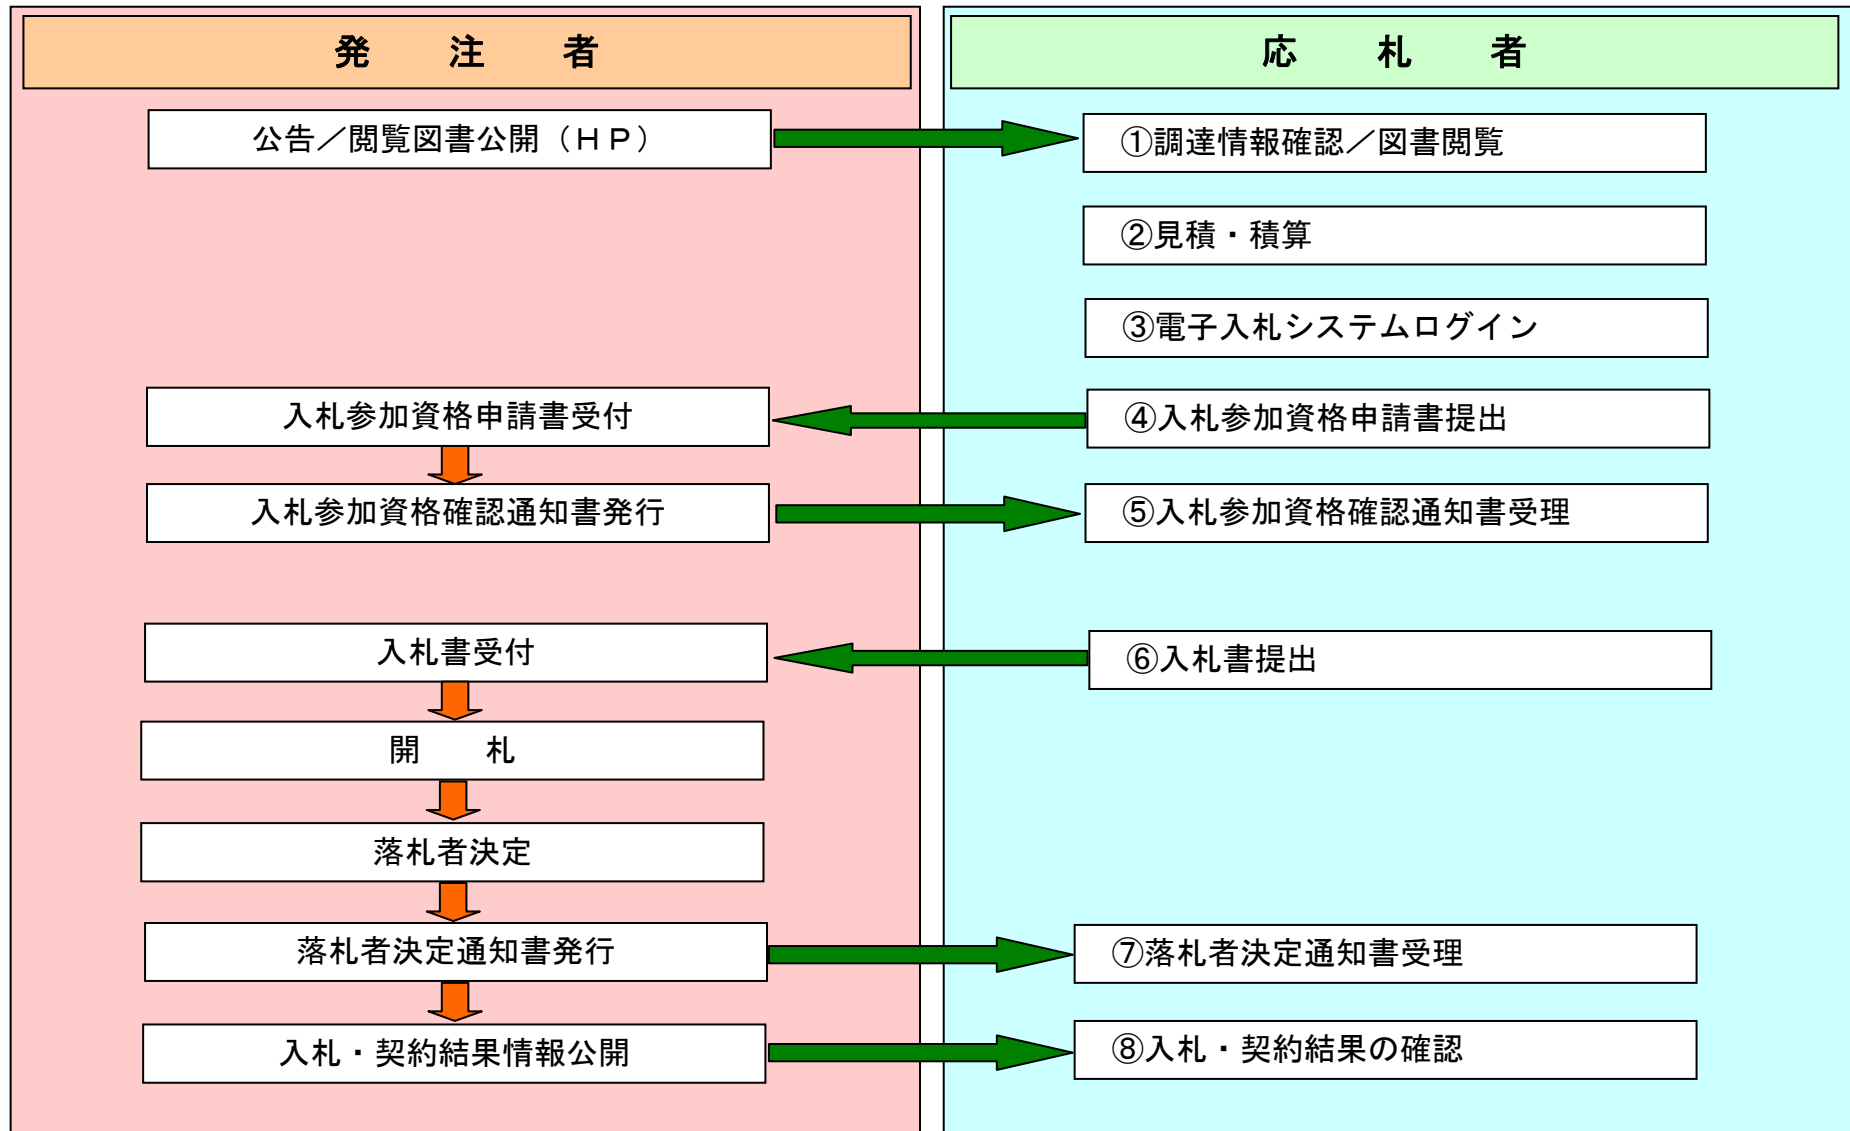 発　注　者
応　札　者
公告／閲覧図書公開（ＨＰ）
①調達情報確認／図書閲覧
②見積・積算
③電子入札システムログイン
入札参加資格申請書受付
④入札参加資格申請書提出
入札参加資格確認通知書発行
⑤入札参加資格確認通知書受理
入札書受付
⑥入札書提出
開　　札
落札者決定
落札者決定通知書発行
⑦落札者決定通知書受理
入札・契約結果情報公開
⑧入札・契約結果の確認